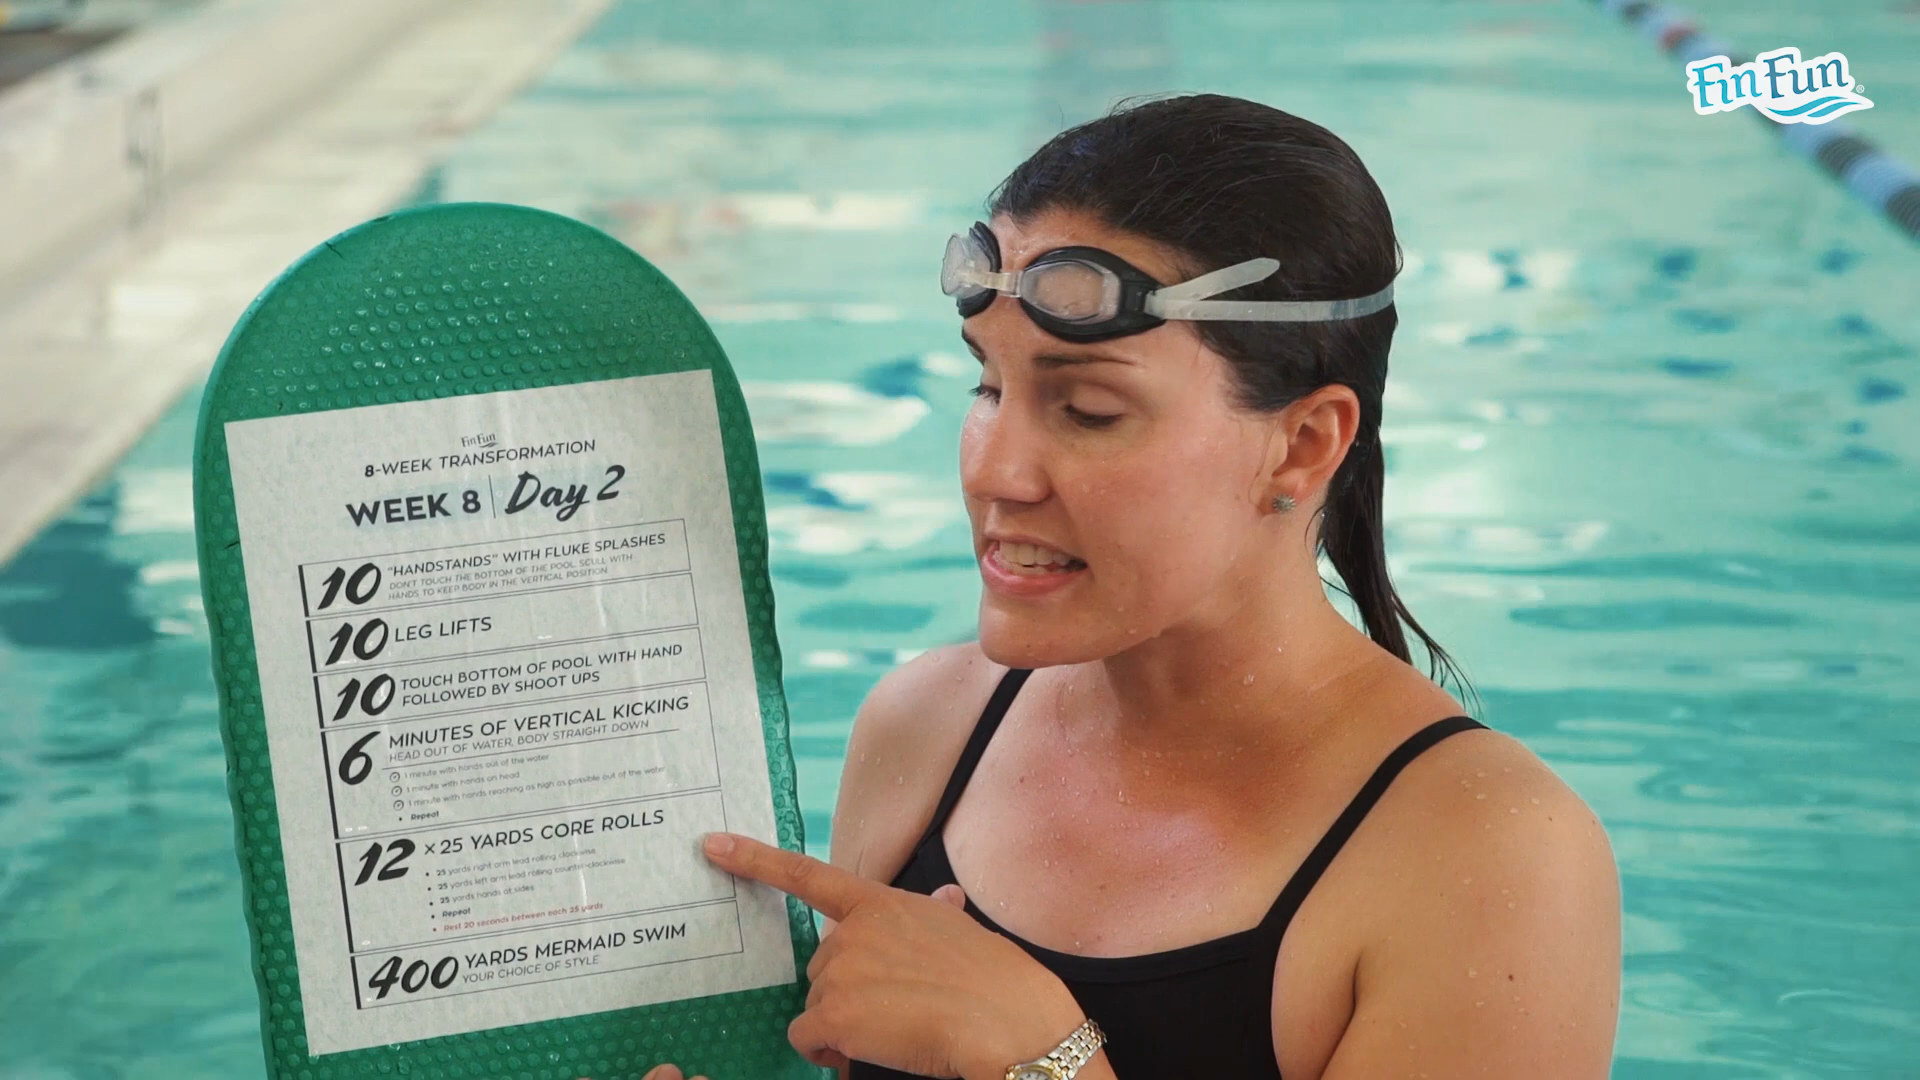 FinFun®
FinFun
8-WEEK TRANSFORMATION
WEEK 8 | Day 2
10 "HANDSTANDS" WITH FLUKE SPLASHES
DON'T TOUCH THE BOTTOM OF THE POOL, SCULL WITH
HANDS TO KEEP BODY IN THE VERTICAL POSITION
10 LEG LIFTS
10 TOUCH BOTTOM OF POOL WITH HAND
FOLLOWED BY SHOOT UPS
6 MINUTES OF VERTICAL KICKING
HEAD OUT OF WATER, BODY STRAIGHT DOWN
1 minute with hands out of the water
1 minute with hands on head
1 minute with hands reaching as high as possible out of the water
• Repeat
12 × 25 YARDS CORE ROLLS
• 25 yards right arm lead rolling clockwise
• 25 yards left arm lead rolling counter-clockwise
• 25 yards hands at sides
• Repeat
• Rest 20 seconds between each 25 yards
400 YARDS MERMAID SWIM
YOUR CHOICE OF STYLE